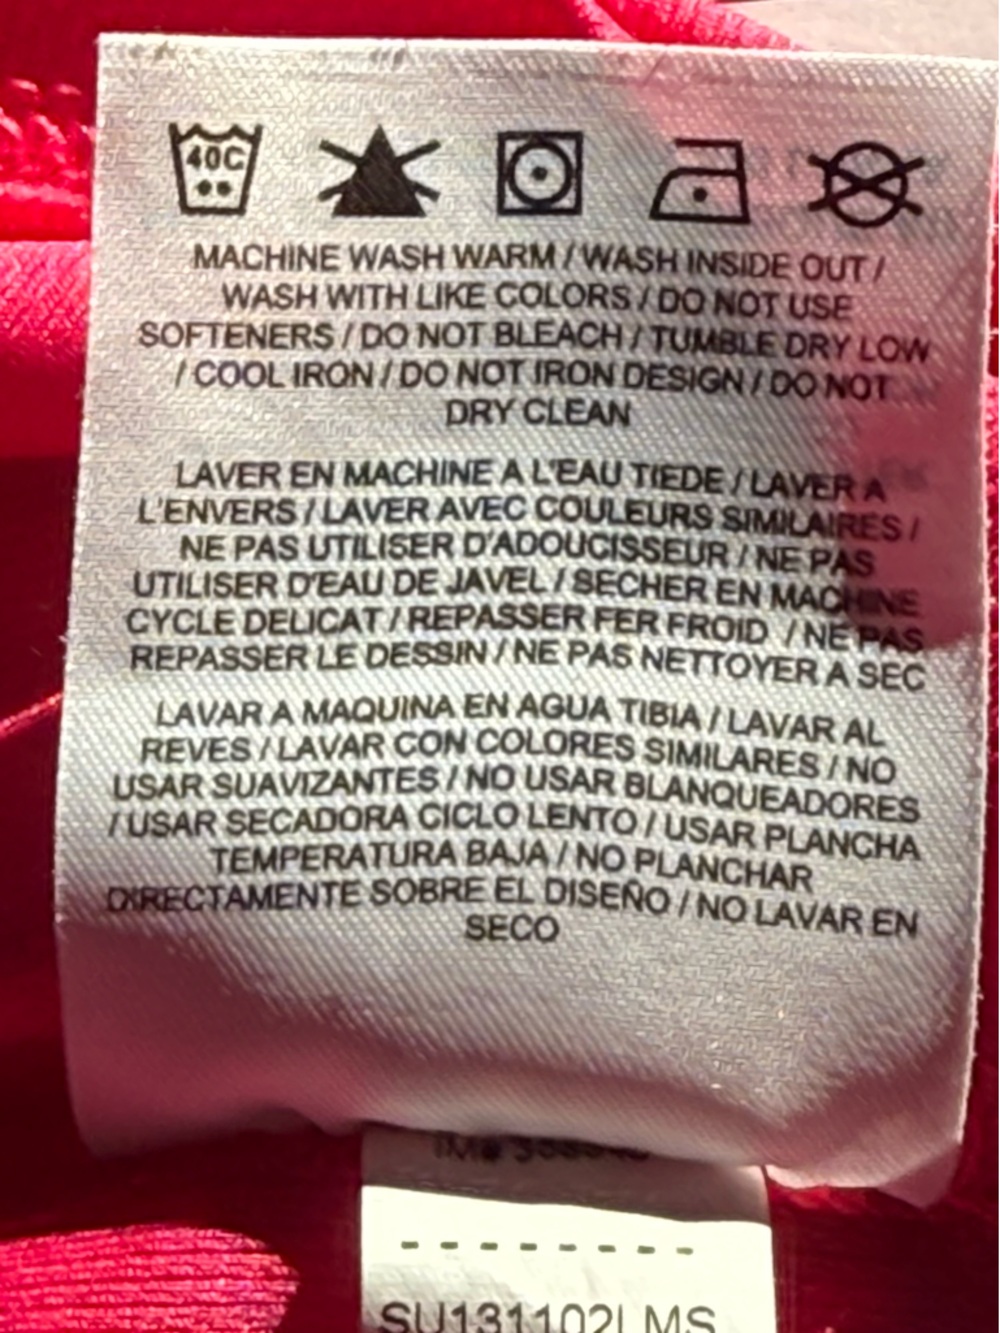 40C
MACHINE WASH WARM / WASH INSIDE OUT /
WASH WITH LIKE COLORS / DO NOT USE
SOFTENERS / DO NOT BLEACH / TUMBLE DRY LOW
/ COOL IRON / DO NOT IRON DESIGN / DO NOT
DRY CLEAN
LAVER EN MACHINE A L'EAU TIEDE / LAVER A
L'ENVERS / LAVER AVEC COULEURS SIMILAIRES /
NE PAS UTILISER D'ADOUCISSEUR / NE PAS
UTILISER D'EAU DE JAVEL / SECHER EN MACHINE
CYCLE DELICAT / REPASSER FER FROID / NE PAS
REPASSER LE DESSIN / NE PAS NETTOYER A SEC
LAVAR A MAQUINA EN AGUA TIBIA / LAVAR AL
REVES / LAVAR CON COLORES SIMILARES / NO
USAR SUAVIZANTES / NO USAR BLANQUEADORES
/ USAR SECADORA CICLO LENTO / USAR PLANCHA
TEMPERATURA BAJA / NO PLANCHAR
DIRECTAMENTE SOBRE EL DISEÑO / NO LAVAR EN
SECO
SU131102LMS